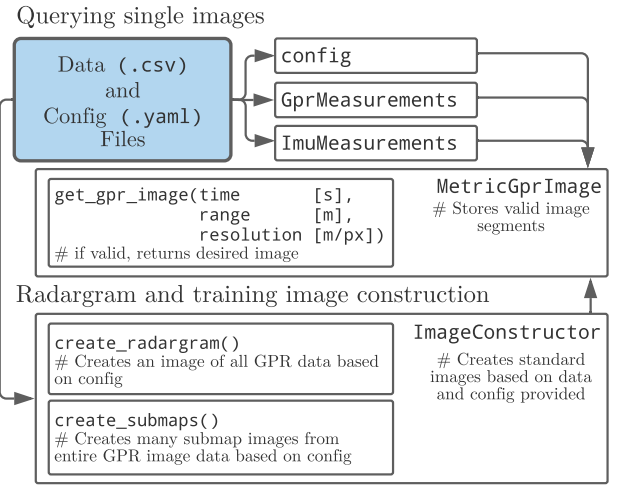 Querying single images
Data (.csv)
and
Config (.yaml)
Files
config
GprMeasurements
ImuMeasurements
get_gpr_image(time [s],
range [m],
resolution [m/px])
# if valid, returns desired image
MetricGprImage
# Stores valid image
segments
Radargram and training image construction
create_radargram()
# Creates an image of all GPR data based
on config
create_submaps()
# Creates many submap images from
entire GPR image data based on config
ImageConstructor
# Creates standard
images based on data
and config provided